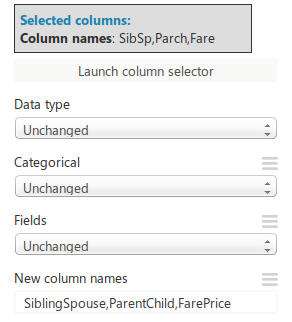 Selected columns:
Column names: SibSp,Parch,Fare
Launch column selector
Data type
Unchanged
Categorical
Unchanged
Fields
Unchanged
New column names
SiblingSpouse,ParentChild,FarePrice